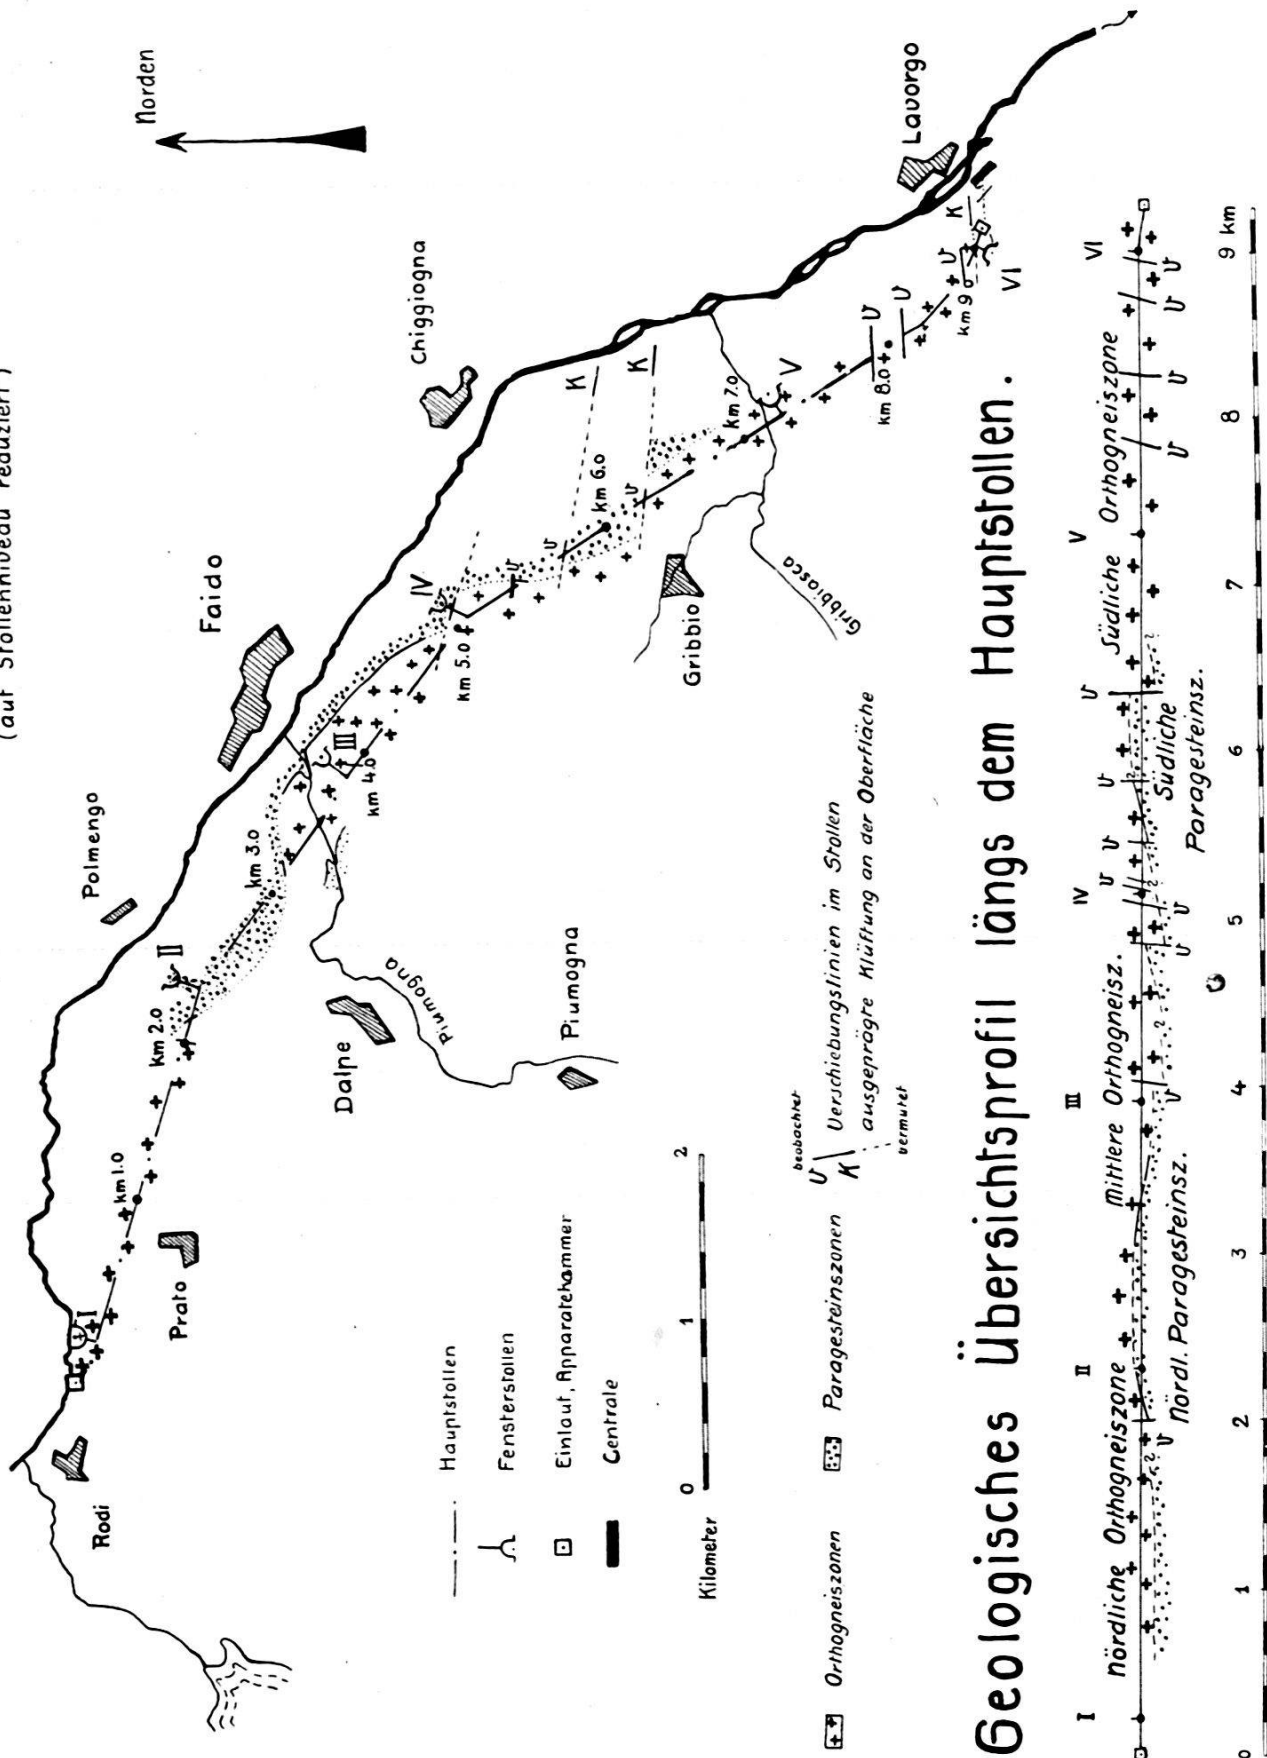 (auf Stollenniveau reduziert)
Norden
Lavorgo
Chiggiogna
Faido
Polmengo
Rodi
Prato
Dalpe
Piumogna
Piumogna
Gribbio
Gribbiasca
I
II
III
IV
V
VI
km 1.0
km 2.0
km 3.0
km 4.0
km 5.0
km 6.0
km 7.0
km 8.0
km 9.0
K
K
K
V
V
V
V
V
V
Hauptstollen
Fensterstollen
Einlauf, Apparatekammer
Centrale
Kilometer
0 1 2
Orthogneiszonen
Paragesteinszonen
beobachtet
V Verschiebungslinien im Stollen
K ausgeprägte Klüftung an der Oberfläche
vermutet
Geologisches Übersichtsprofil längs dem Hauptstollen.
I II III IV V VI
nördliche Orthogneiszone
mittlere Orthogneisz.
Südliche Orthogneiszone
Nördl. Paragesteinsz.
Südliche
Paragesteinsz.
V V V V V V V V V V V
? ? ? ? ?
0 1 2 3 4 5 6 7 8 9 km